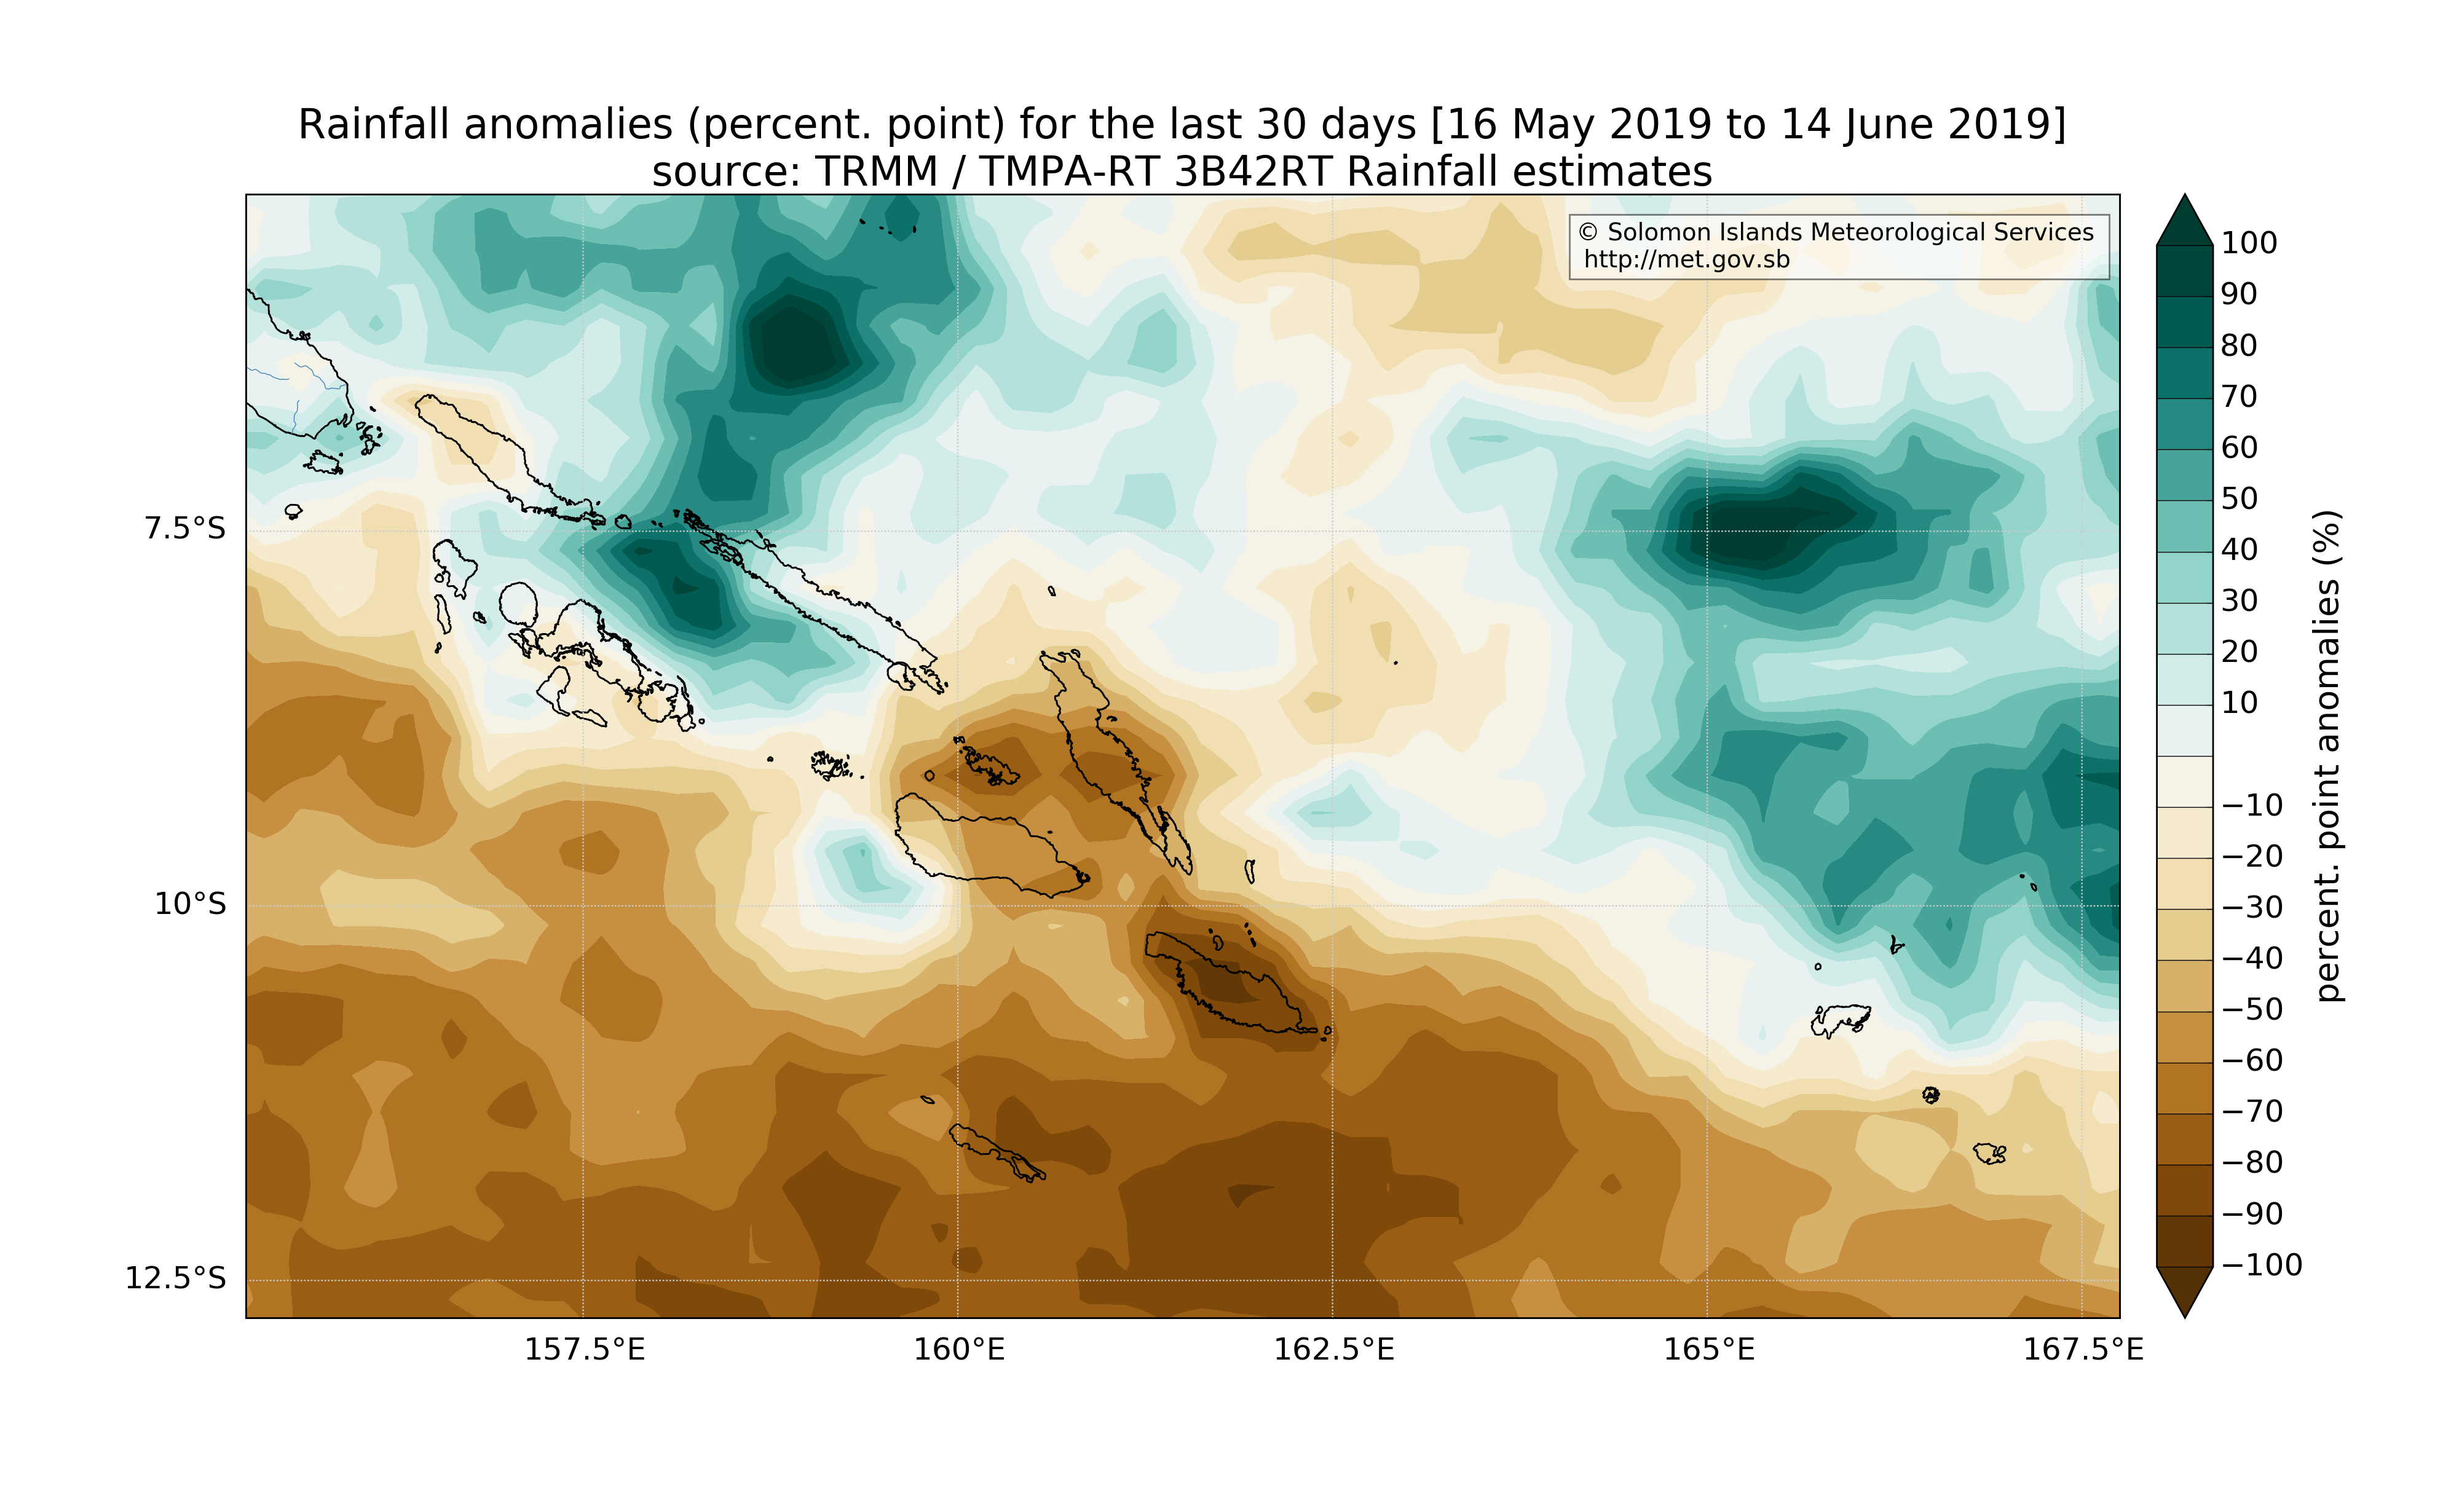 Rainfall anomalies (percent. point) for the last 30 days [16 May 2019 to 14 June 2019]
source: TRMM / TMPA-RT 3B42RT Rainfall estimates
© Solomon Islands Meteorological Services
http://met.gov.sb
7.5°S
10°S
12.5°S
157.5°E
160°E
162.5°E
165°E
167.5°E
100
90
80
70
60
50
40
30
20
10
−10
−20
−30
−40
−50
−60
−70
−80
−90
−100
percent. point anomalies (%)